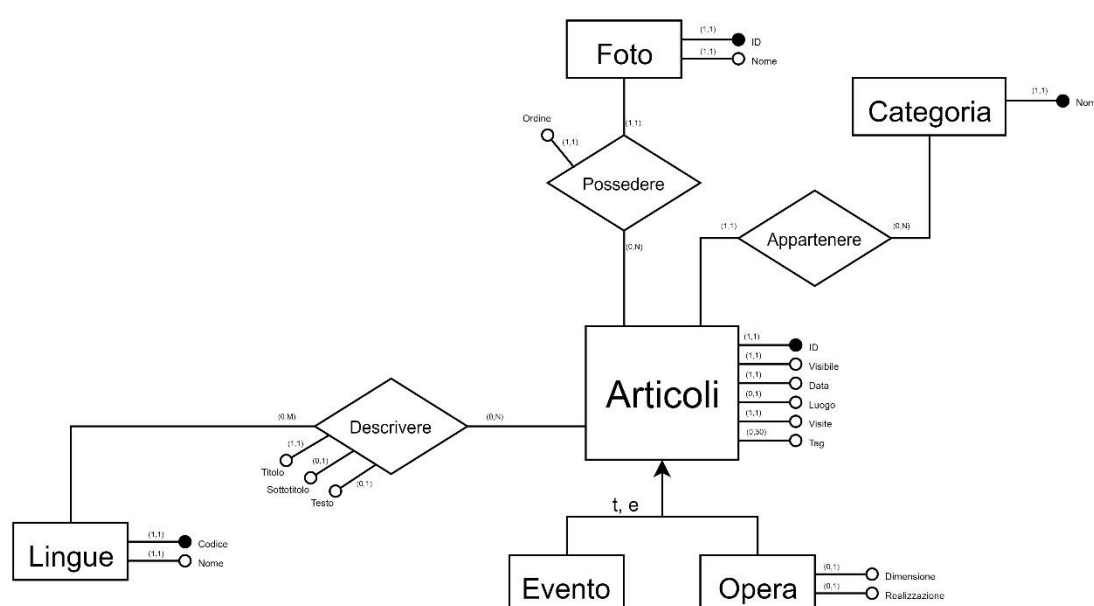 Foto
(1,1)
ID
(1,1)
Nome
Categoria
(1,1)
Ordine
(1,1)
(1,1)
Possedere
(0,N)
(1,1)
Appartenere
(0,N)
Articoli
(1,1)
ID
(1,1)
Visibile
(1,1)
Data
(0,1)
Luogo
(1,1)
Visite
Tag
(0,M)
Descrivere
(0,N)
(1,1)
Titolo
(0,1)
Sottotitolo
(0,1)
Testo
t, e
Lingue
(1,1)
Codice
(1,1)
Nome
Evento
Opera
(0,1)
Dimensione
(0,1)
Realizzazione